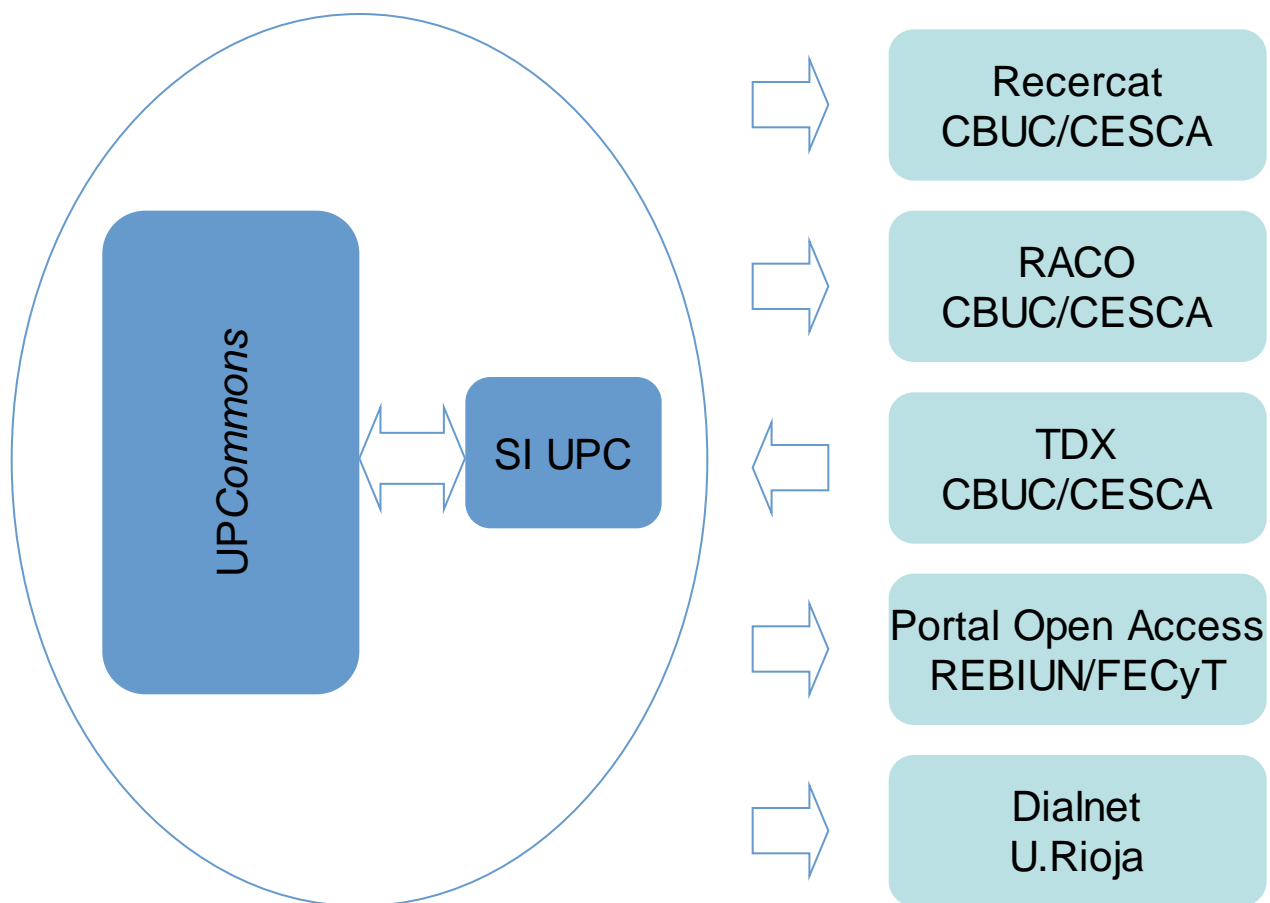 UPCommons
SI UPC
Recercat
CBUC/CESCA
RACO
CBUC/CESCA
TDX
CBUC/CESCA
Portal Open Access
REBIUN/FECyT
Dialnet
U.Rioja